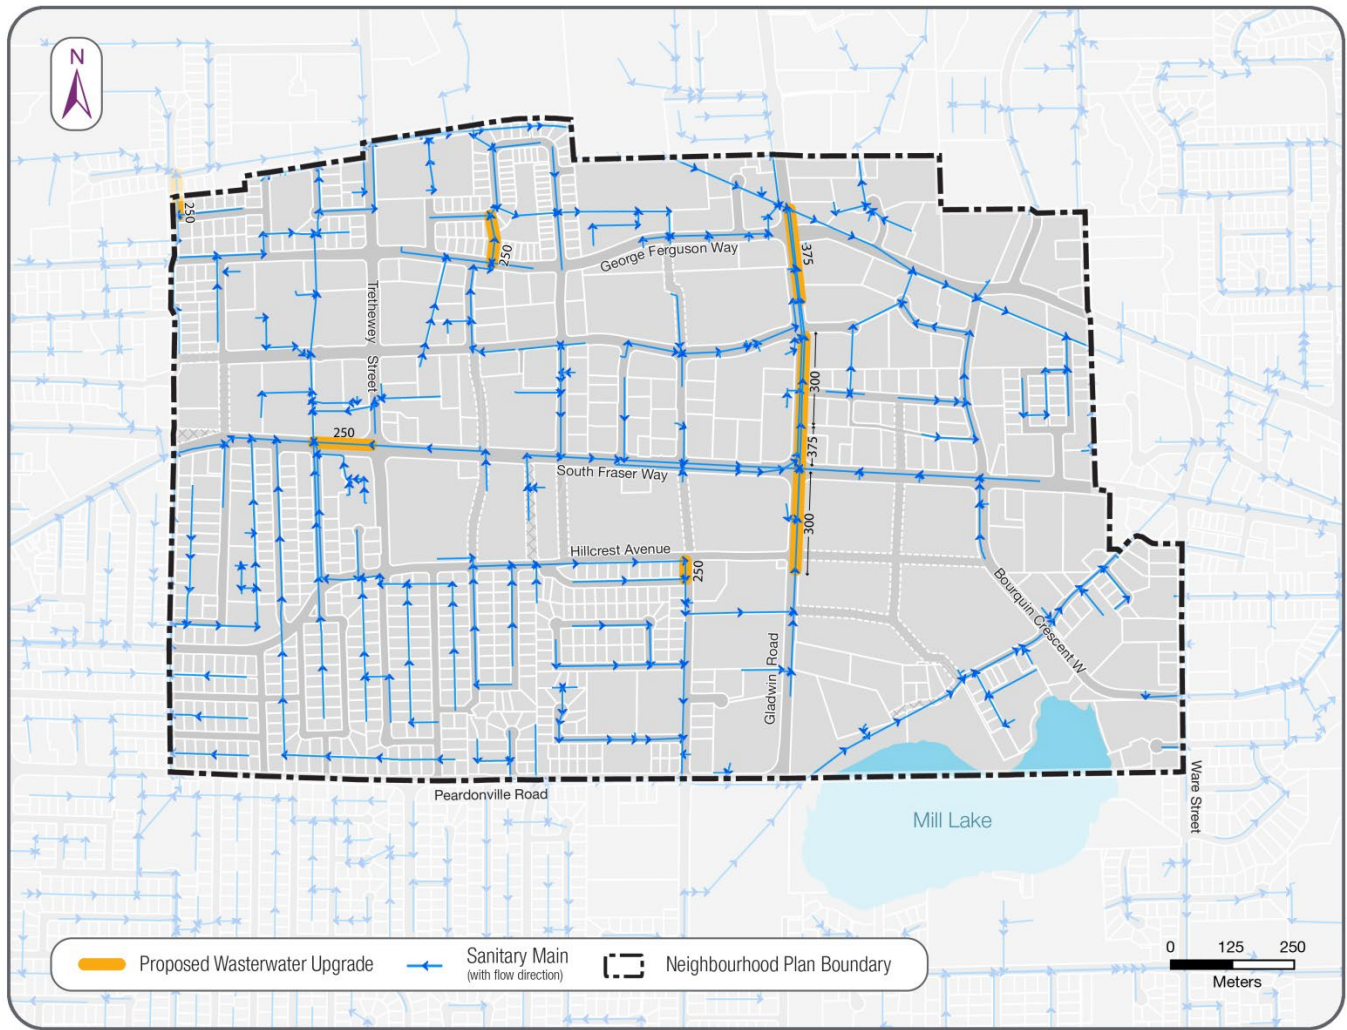 N
250
250
George Ferguson Way
375
Trethewey
Street
300
250
375
South Fraser Way
300
Hillcrest Avenue
250
Bourquin Crescent W
Gladwin Road
Peardonville Road
Ware Street
Mill Lake
Proposed Wasterwater Upgrade
Sanitary Main
(with flow direction)
Neighbourhood Plan Boundary
0 125 250
Meters